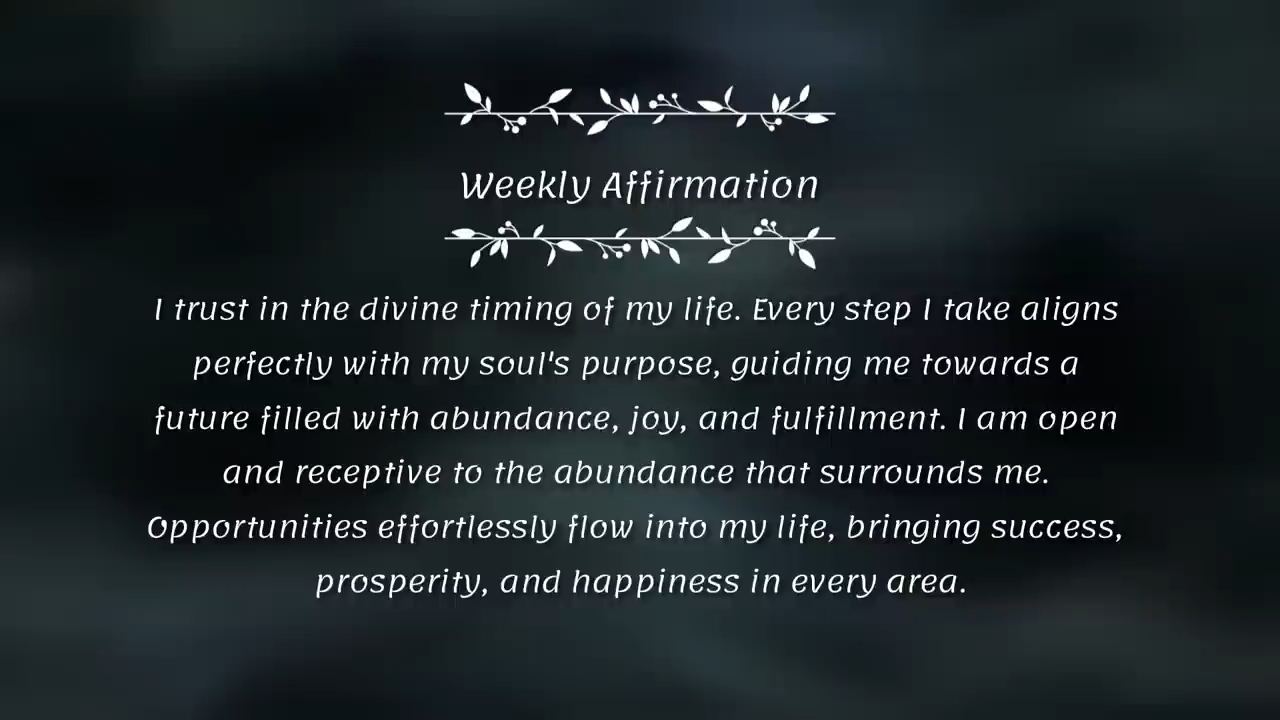 Weekly Affirmation
I trust in the divine timing of my life. Every step I take aligns
perfectly with my soul's purpose, guiding me towards a
future filled with abundance, joy, and fulfillment. I am open
and receptive to the abundance that surrounds me.
Opportunities effortlessly flow into my life, bringing success,
prosperity, and happiness in every area.